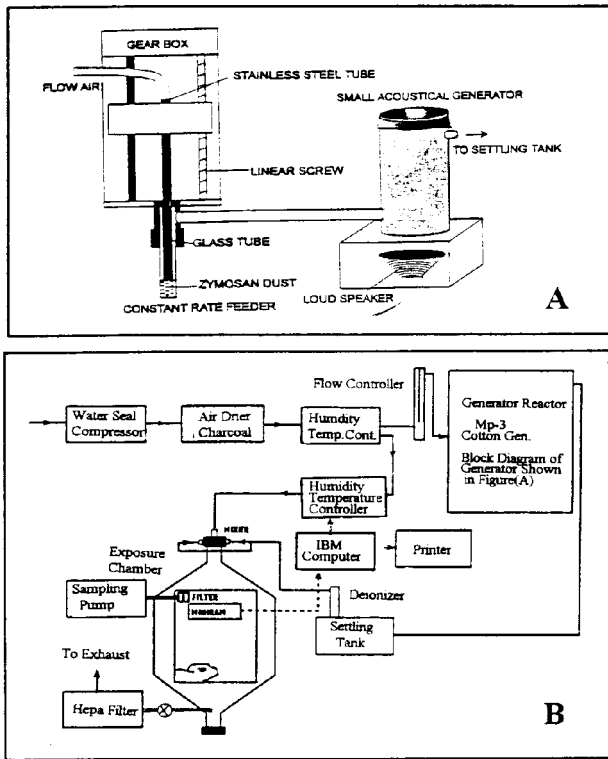 GEAR BOX
FLOW AIR
STAINLESS STEEL TUBE
SMALL ACOUSTICAL GENERATOR
TO SETTLING TANK
LINEAR SCREW
GLASS TUBE
ZYMOSAN DUST
CONSTANT RATE FEEDER
LOUD SPEAKER
A
Flow Controller
Water Seal
Compressor
Air Drier
Charcoal
Humidity
Temp.Cont.
Generator Reactor
Mp-3
Cotton Gen.
Block Diagram of
Generator Shown
in Figure(A)
Humidity
Temperature
Controller
MIXER
IBM
Computer
Printer
Exposure
Chamber
Sampling
Pump
FILTER
Deionizer
Settling
Tank
To Exhaust
Hepa Filter
B